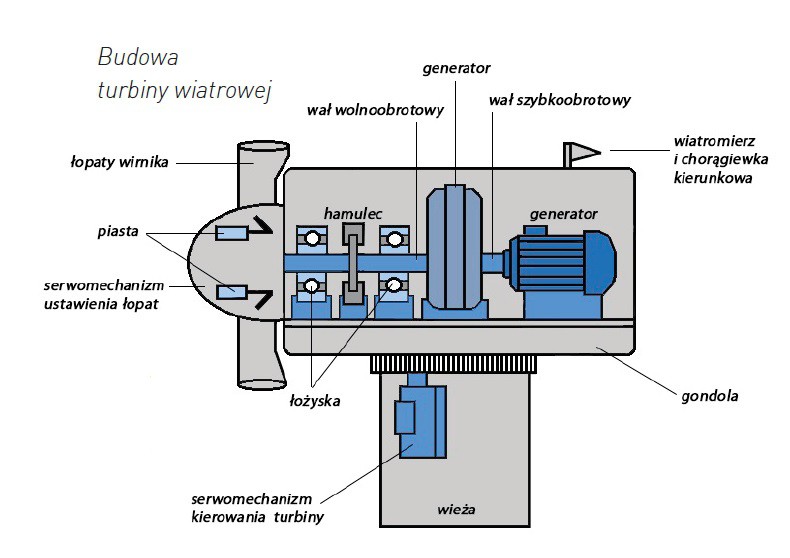 Budowa
turbiny wiatrowej
generator
wał wolnoobrotowy
wał szybkoobrotowy
wiatromierz
i chorągiewka
kierunkowa
łopaty wirnika
hamulec
generator
piasta
serwomechanizm
ustawienia łopat
łożyska
gondola
serwomechanizm
kierowania turbiny
wieża